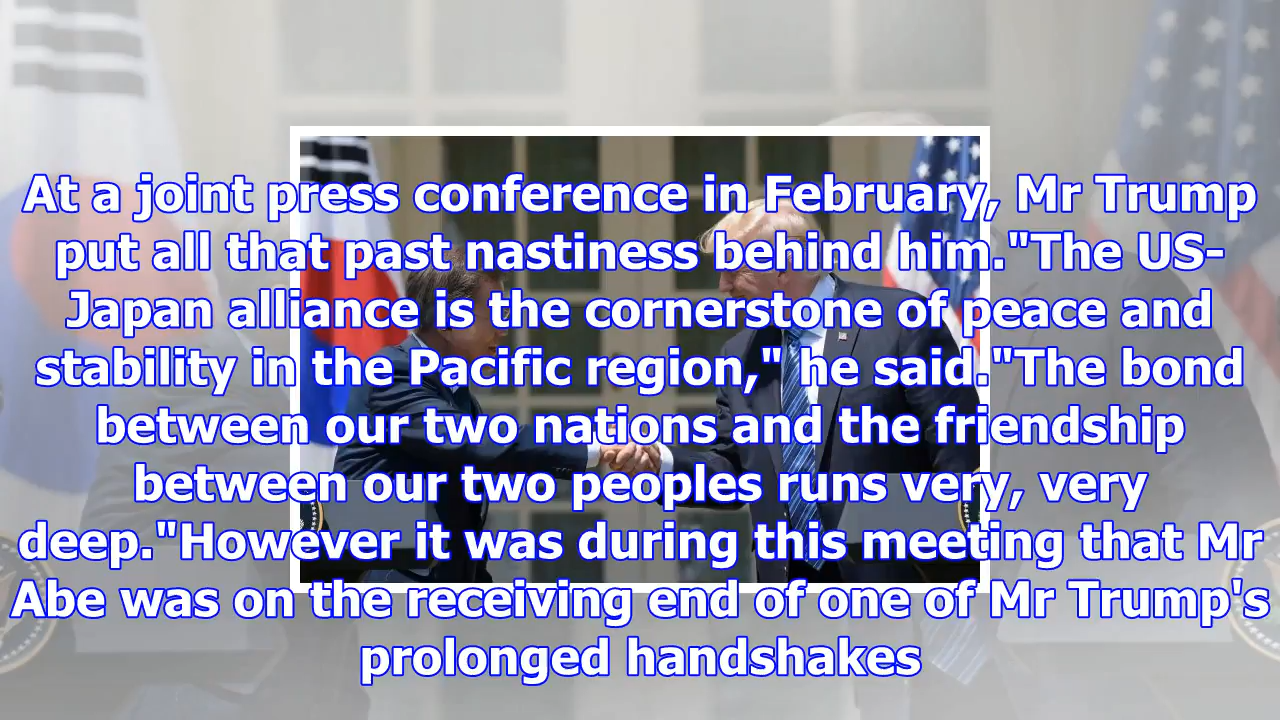 At a joint press conference in February, Mr Trump
put all that past nastiness behind him."The US-
Japan alliance is the cornerstone of peace and
stability in the Pacific region," he said."The bond
between our two nations and the friendship
between our two peoples runs very, very
deep."However it was during this meeting that Mr
Abe was on the receiving end of one of Mr Trump's
prolonged handshakes